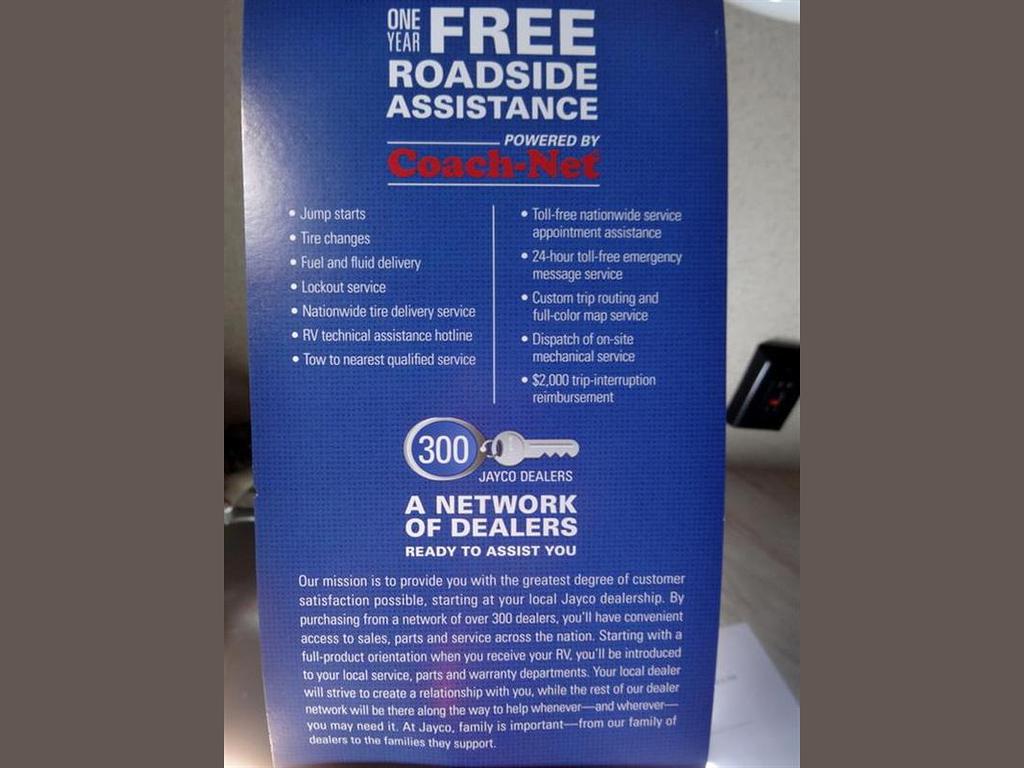 ONE
YEAR FREE
ROADSIDE
ASSISTANCE
POWERED BY
Coach-Net
• Jump starts
• Tire changes
• Fuel and fluid delivery
• Lockout service
• Nationwide tire delivery service
• RV technical assistance hotline
• Tow to nearest qualified service
• Toll-free nationwide service
appointment assistance
• 24-hour toll-free emergency
message service
• Custom trip routing and
full-color map service
• Dispatch of on-site
mechanical service
• $2,000 trip-interruption
reimbursement
300
JAYCO DEALERS
A NETWORK
OF DEALERS
READY TO ASSIST YOU
Our mission is to provide you with the greatest degree of customer
satisfaction possible, starting at your local Jayco dealership. By
purchasing from a network of over 300 dealers, you'll have convenient
access to sales, parts and service across the nation. Starting with a
full-product orientation when you receive your RV, you'll be introduced
to your local service, parts and warranty departments. Your local dealer
will strive to create a relationship with you, while the rest of our dealer
network will be there along the way to help whenever—and wherever—
you may need it. At Jayco, family is important—from our family of
dealers to the families they support.